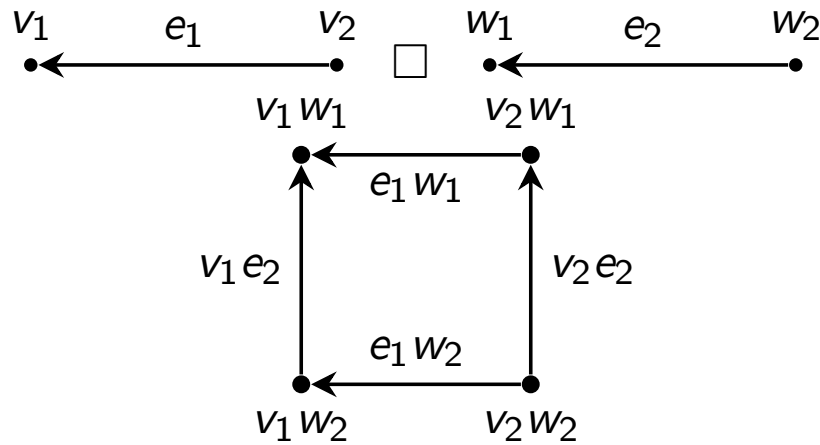 v₁ e₁ v₂ □ w₁ e₂ w₂
v₁w₁ v₂w₁
e₁w₁
v₁e₂ v₂e₂
e₁w₂
v₁w₂ v₂w₂